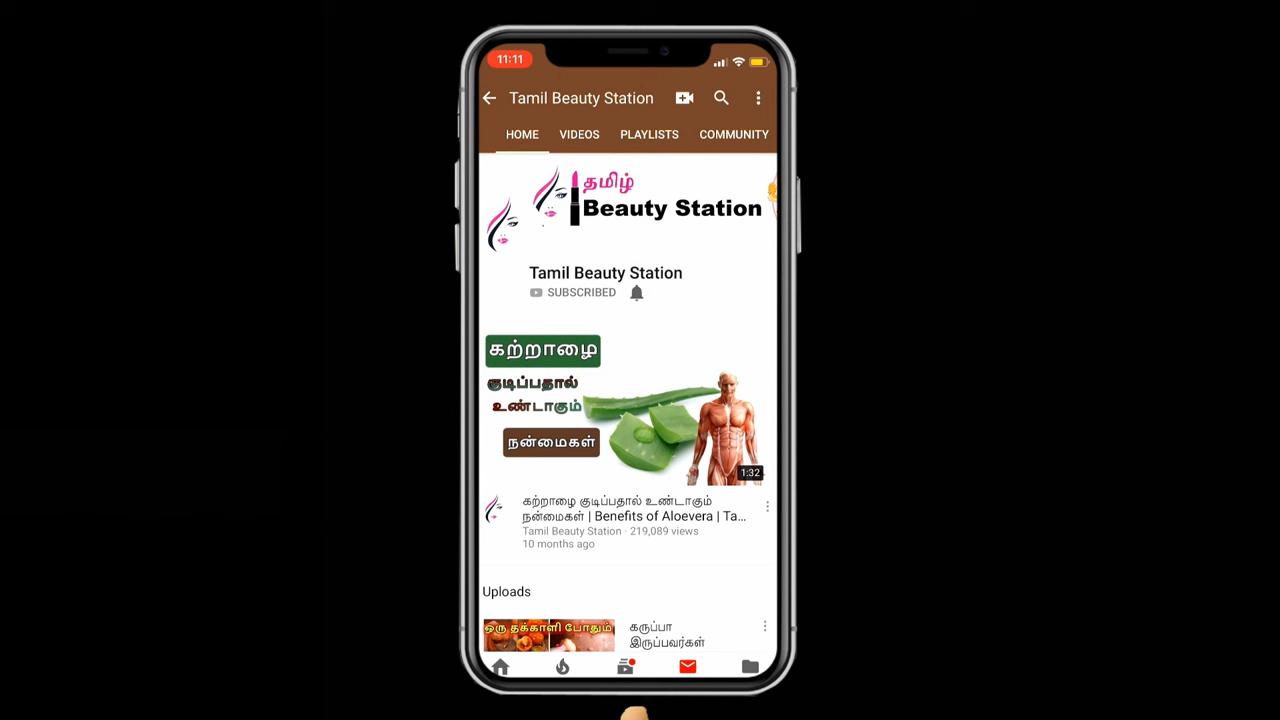 11:11
Tamil Beauty Station
HOME VIDEOS PLAYLISTS COMMUNITY
தமிழ்
Beauty Station
Tamil Beauty Station
SUBSCRIBED
கற்றாழை
குடிப்பதால்
உண்டாகும்
நன்மைகள்
1:32
கற்றாழை குடிப்பதால் உண்டாகும்
நன்மைகள் | Benefits of Aloevera | Ta...
Tamil Beauty Station · 219,089 views
10 months ago
Uploads
ஒரு தக்காளி போதும்
கருப்பா
இருப்பவர்கள்